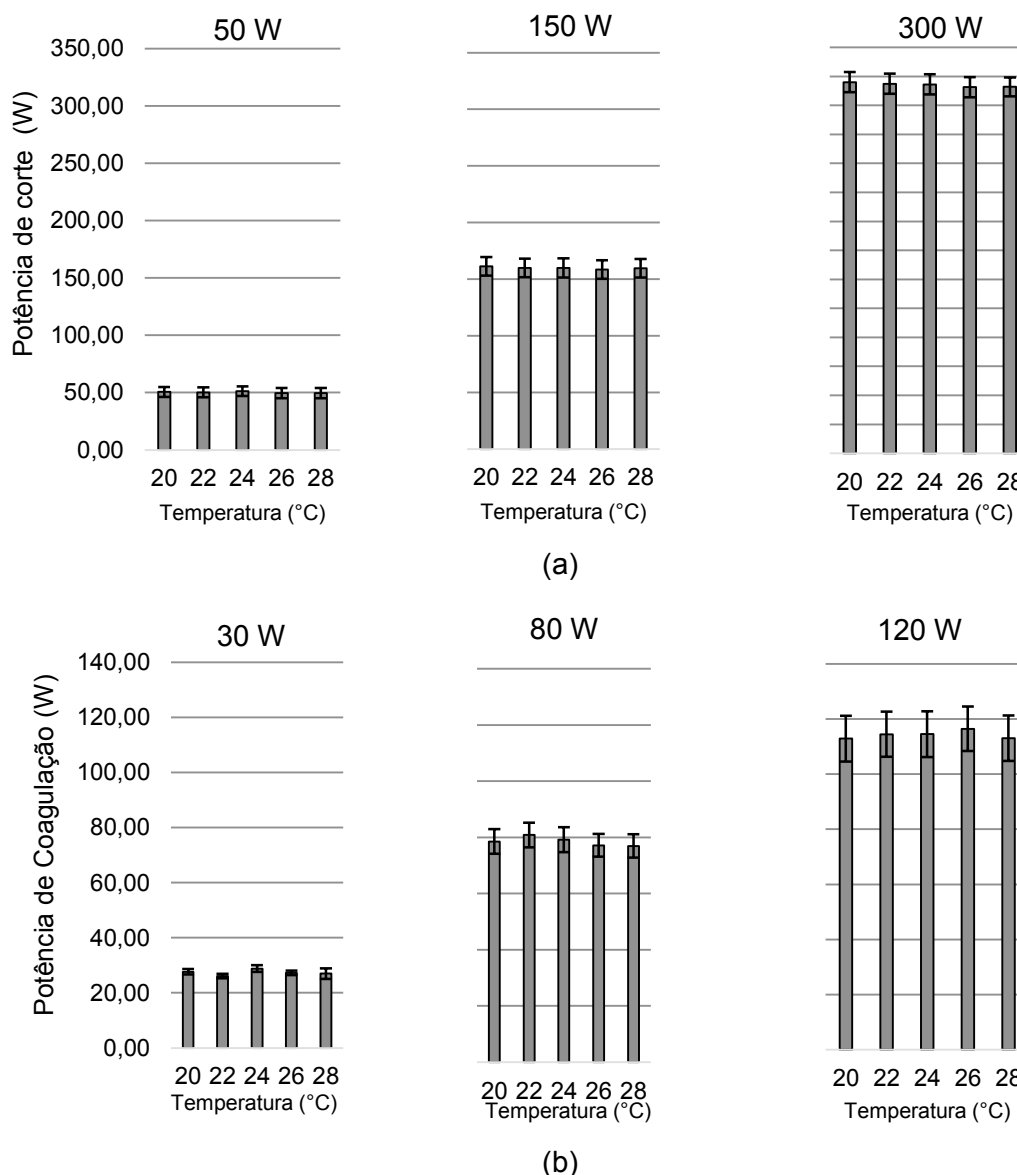 50 W
150 W
300 W
Potência de corte (W)
350,00
300,00
250,00
200,00
150,00
100,00
50,00
0,00
20 22 24 26 28
20 22 24 26 28
20 22 24 26 28
Temperatura (°C)
Temperatura (°C)
Temperatura (°C)
(a)
30 W
80 W
120 W
Potência de Coagulação (W)
140,00
120,00
100,00
80,00
60,00
40,00
20,00
0,00
20 22 24 26 28
20 22 24 26 28
20 22 24 26 28
Temperatura (°C)
Temperatura (°C)
Temperatura (°C)
(b)